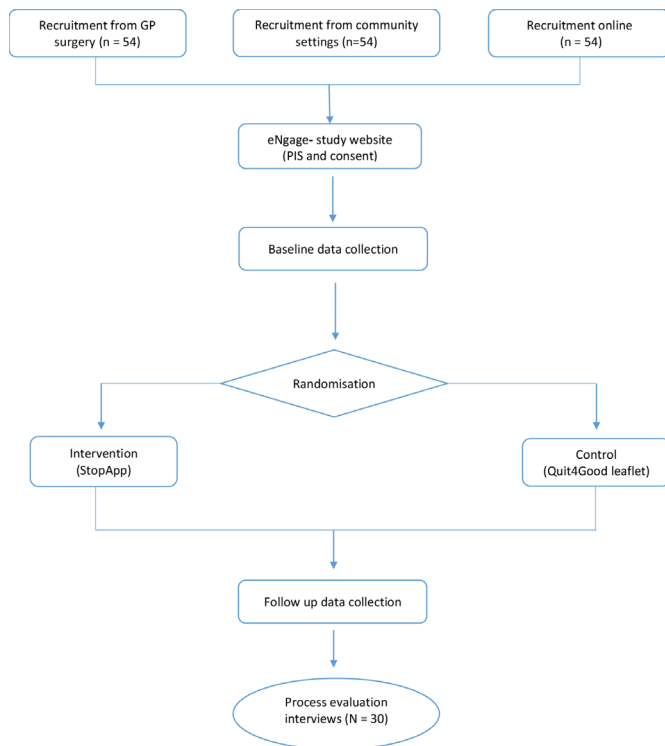 Recruitment from GP
surgery (n = 54)
Recruitment from community
settings (n=54)
Recruitment online
(n = 54)
eNgage- study website
(PIS and consent)
Baseline data collection
Randomisation
Intervention
(StopApp)
Control
(Quit4Good leaflet)
Follow up data collection
Process evaluation
interviews (N = 30)